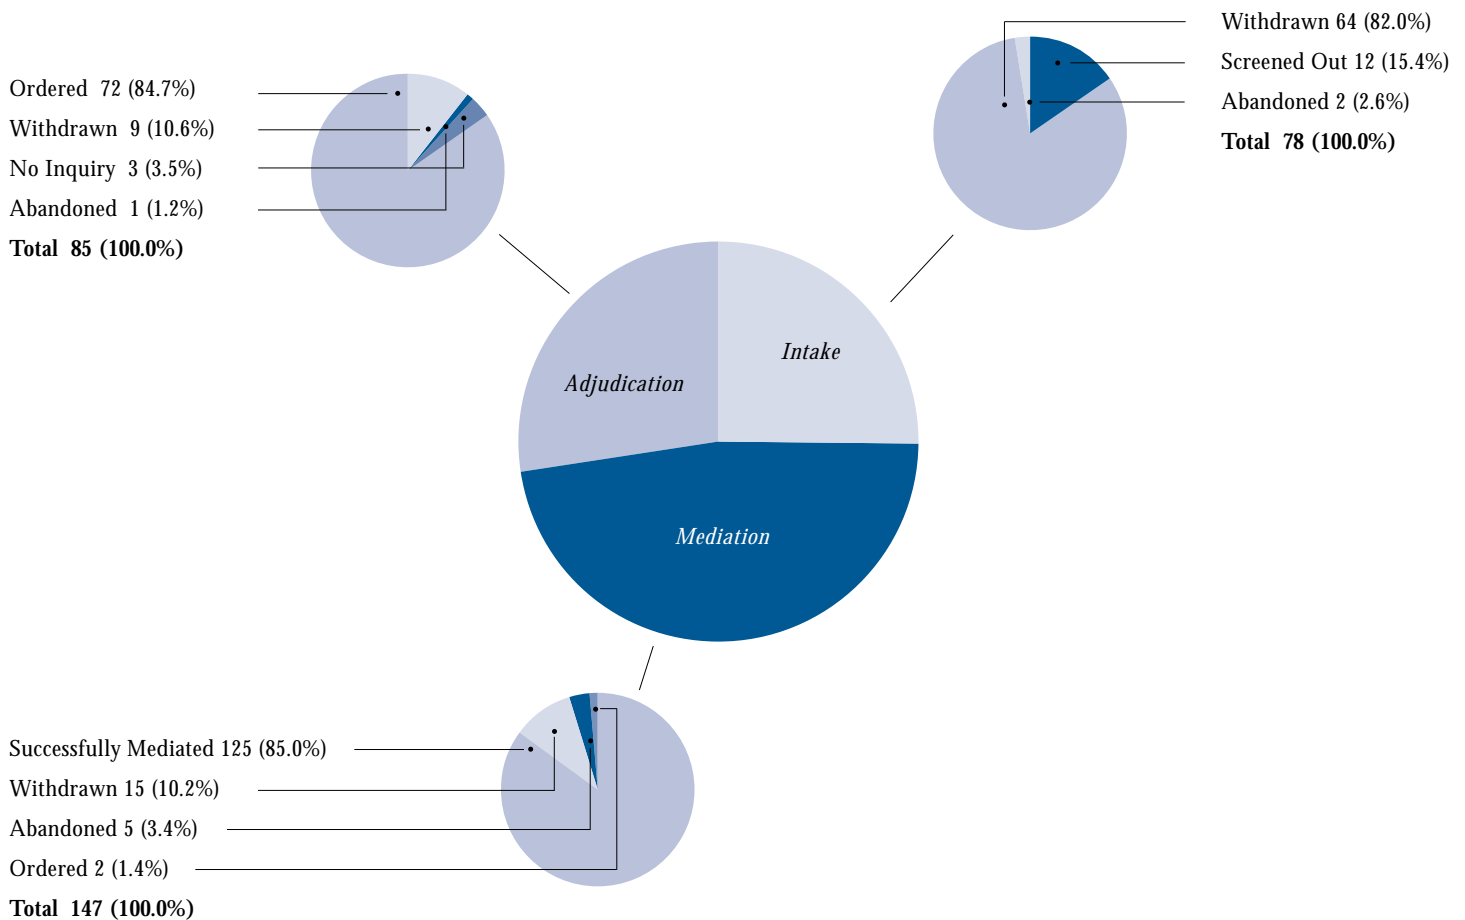 Withdrawn 64 (82.0%)
Screened Out 12 (15.4%)
Abandoned 2 (2.6%)
Total 78 (100.0%)
Ordered 72 (84.7%)
Withdrawn 9 (10.6%)
No Inquiry 3 (3.5%)
Abandoned 1 (1.2%)
Total 85 (100.0%)
Intake
Adjudication
Mediation
Successfully Mediated 125 (85.0%)
Withdrawn 15 (10.2%)
Abandoned 5 (3.4%)
Ordered 2 (1.4%)
Total 147 (100.0%)